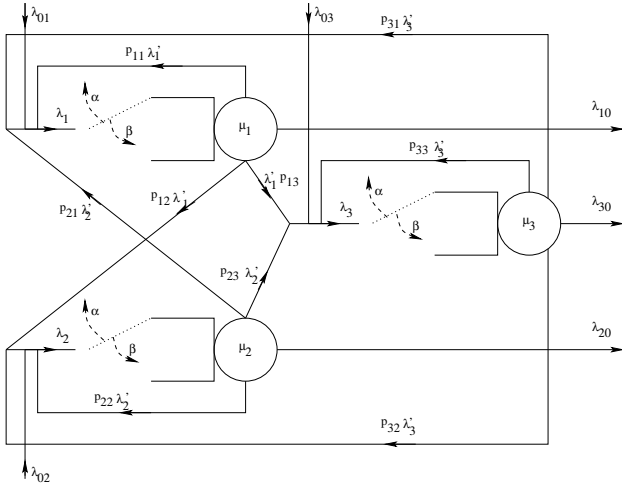 λ01 λ03 p31 λ3'
p11 λ1'
α
λ1 β μ1 λ10
p33 λ3'
λ1' p13
p21 λ2' p12 λ1' α
λ3 β μ3 λ30
p23 λ2'
α
λ2 β μ2 λ20
p22 λ2'
p32 λ3'
λ02